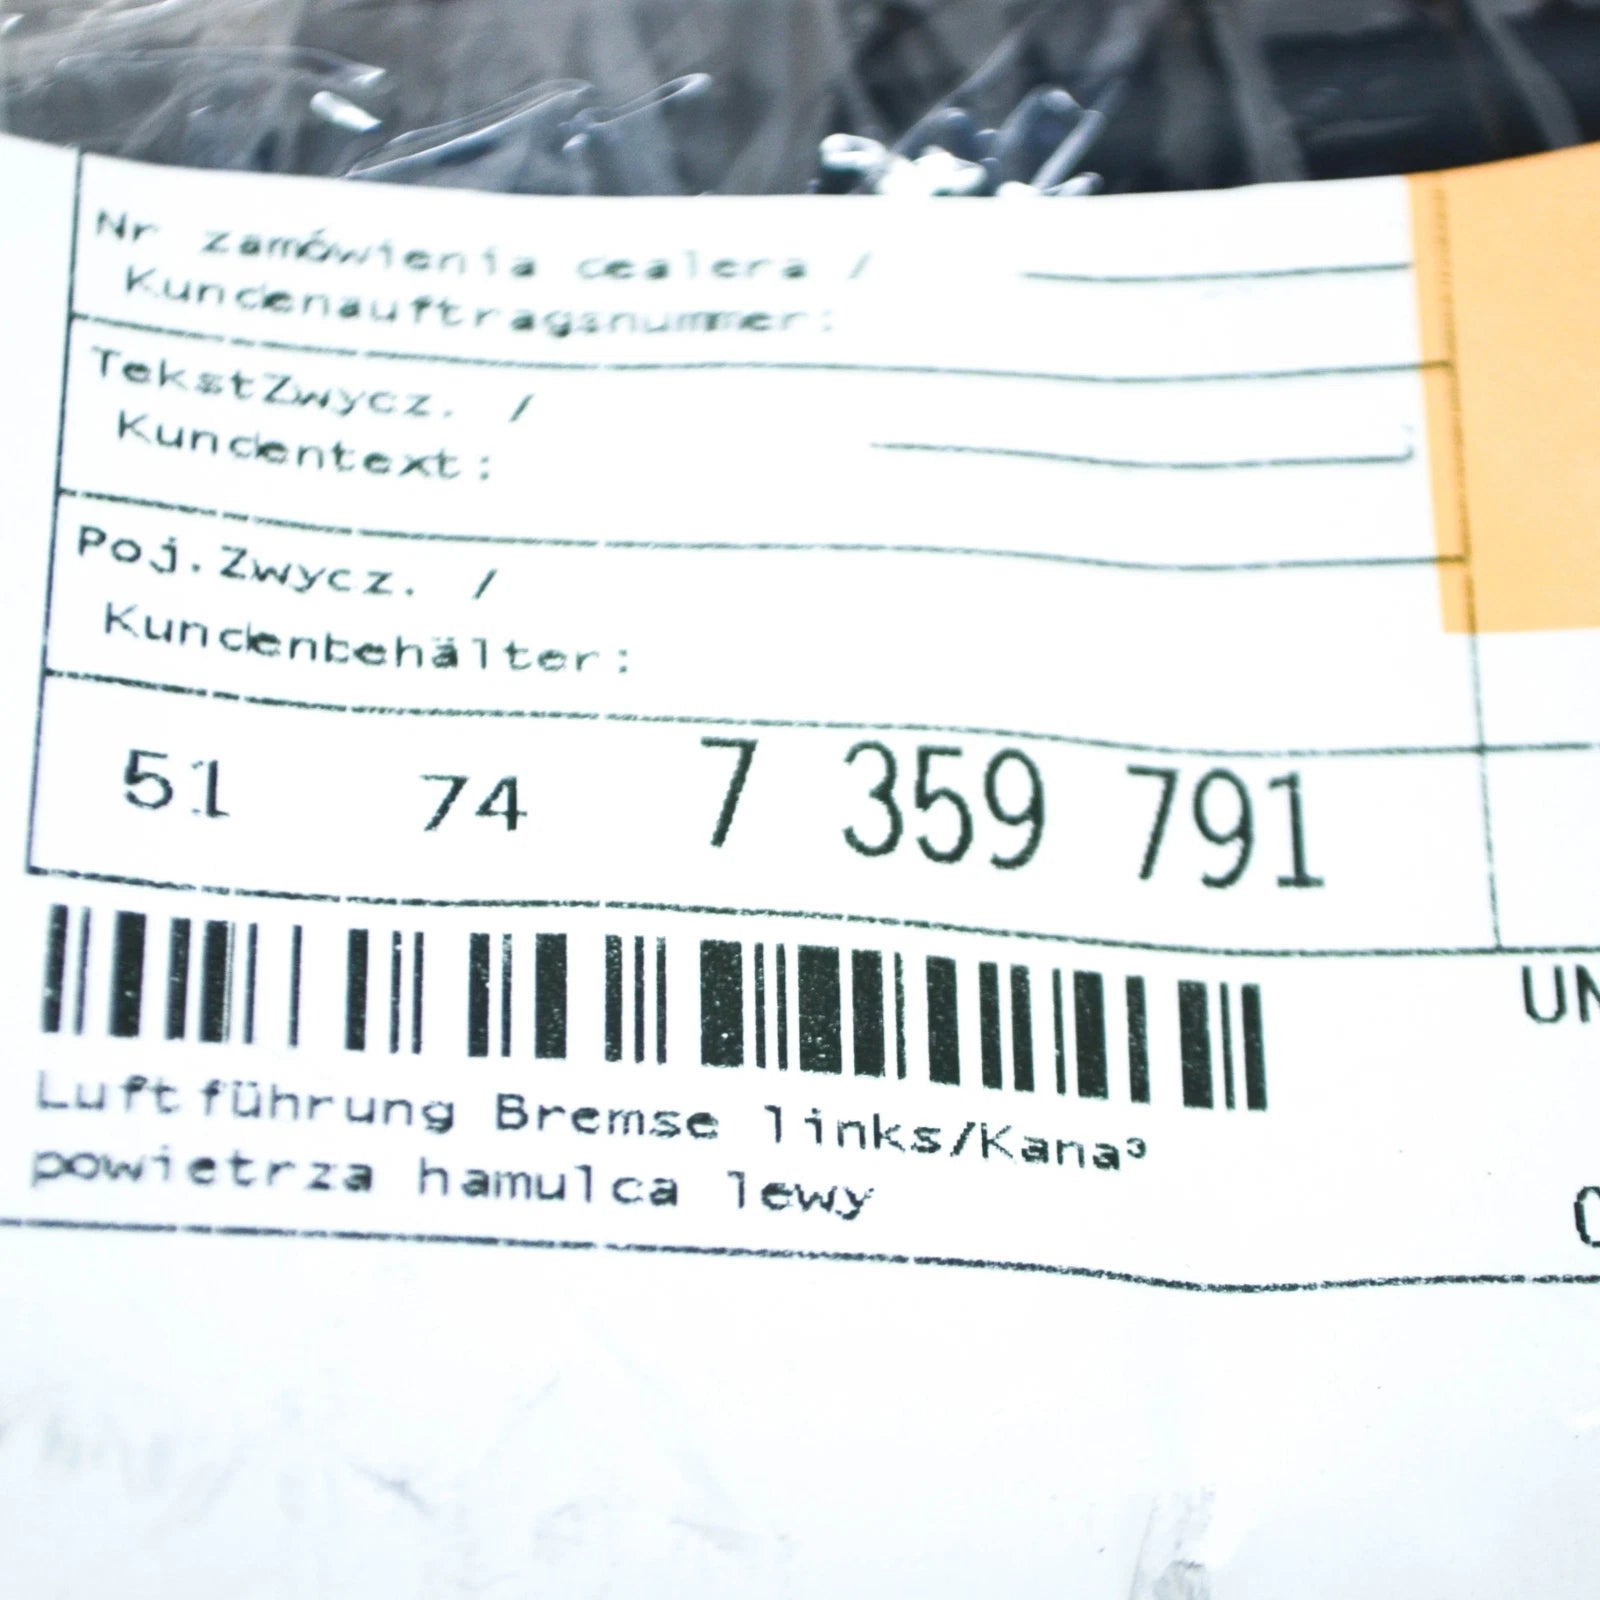 Nr zamówienia dealera /
Kundenauftragsnummer:
TekstZwycz. /
Kundentext:
Poj.Zwycz. /
Kundenbehälter:
51 74 7 359 791
UN
Luftführung Bremse links/Kana³
powietrza hamulca lewy